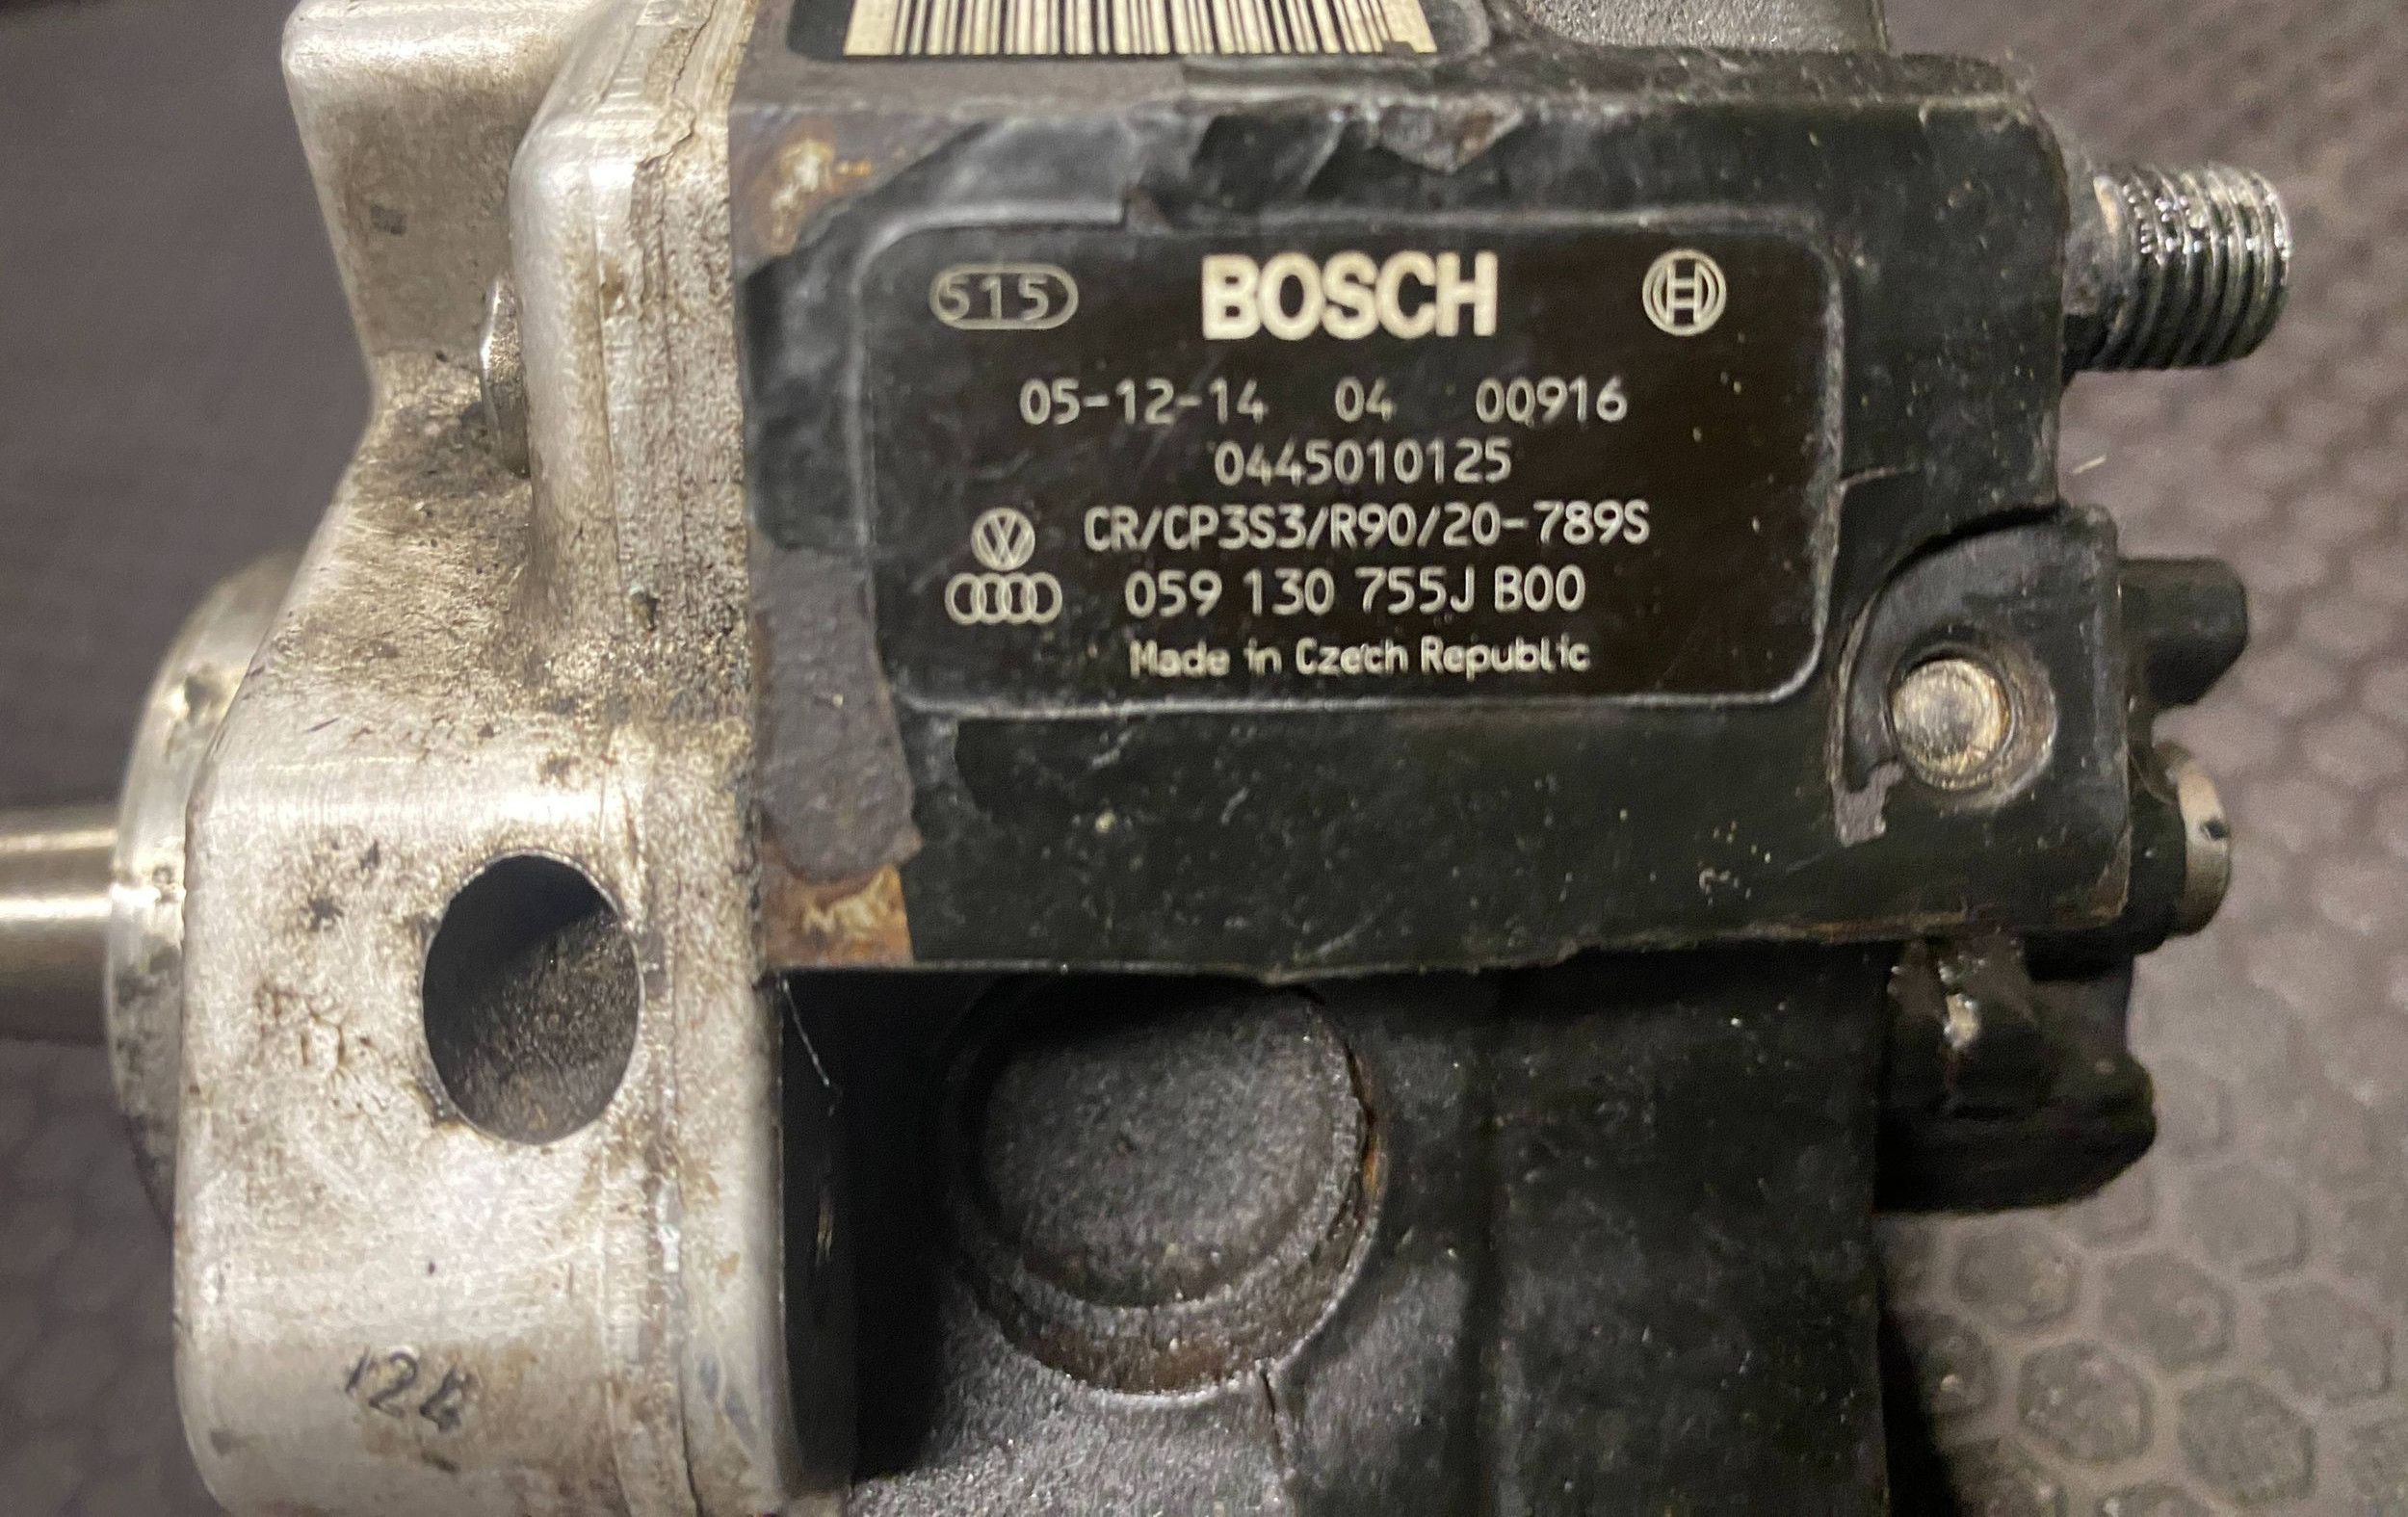 515 BOSCH
05-12-14 04 00916
0445010125
CR/CP3S3/R90/20-789S
059 130 755J B00
Made in Czech Republic
124